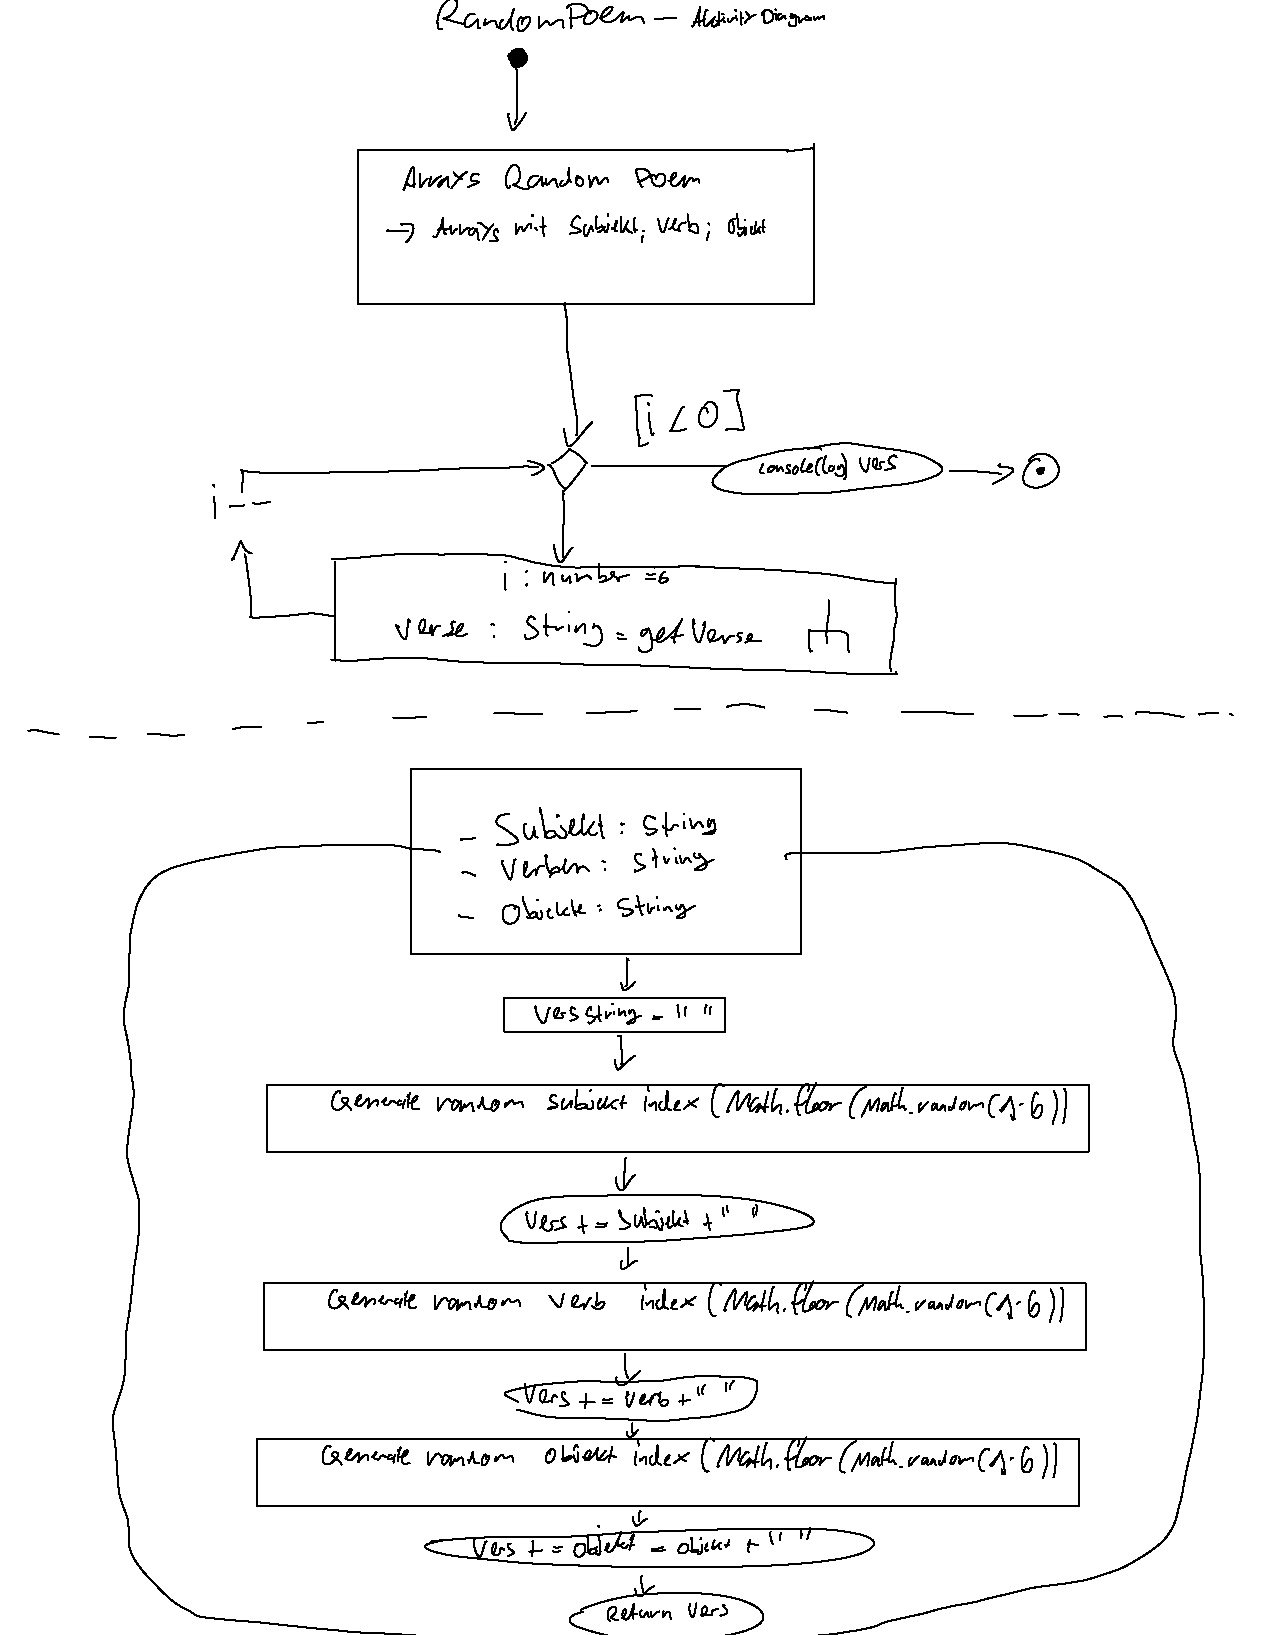 RandomPoem - Aktivity Diagram
Arrays Random Poem
→ Arrays mit Subjekt; Verb; Objekt
[i < 0]
console(log) vers
i--
i : number = 6
verse : String = getVerse
- Subjekt : String
- Verben : String
- Objekte : String
Vers String = " "
Generate random subjekt index (Math.floor(Math.random(1-6))
Vers += Subjekt + " "
Generate random verb index (Math.floor(Math.random(1-6))
Vers += Verb + " "
Generate random objekt index (Math.floor(Math.random(1-6))
Vers += Objekt = objekt + " "
Return Vers